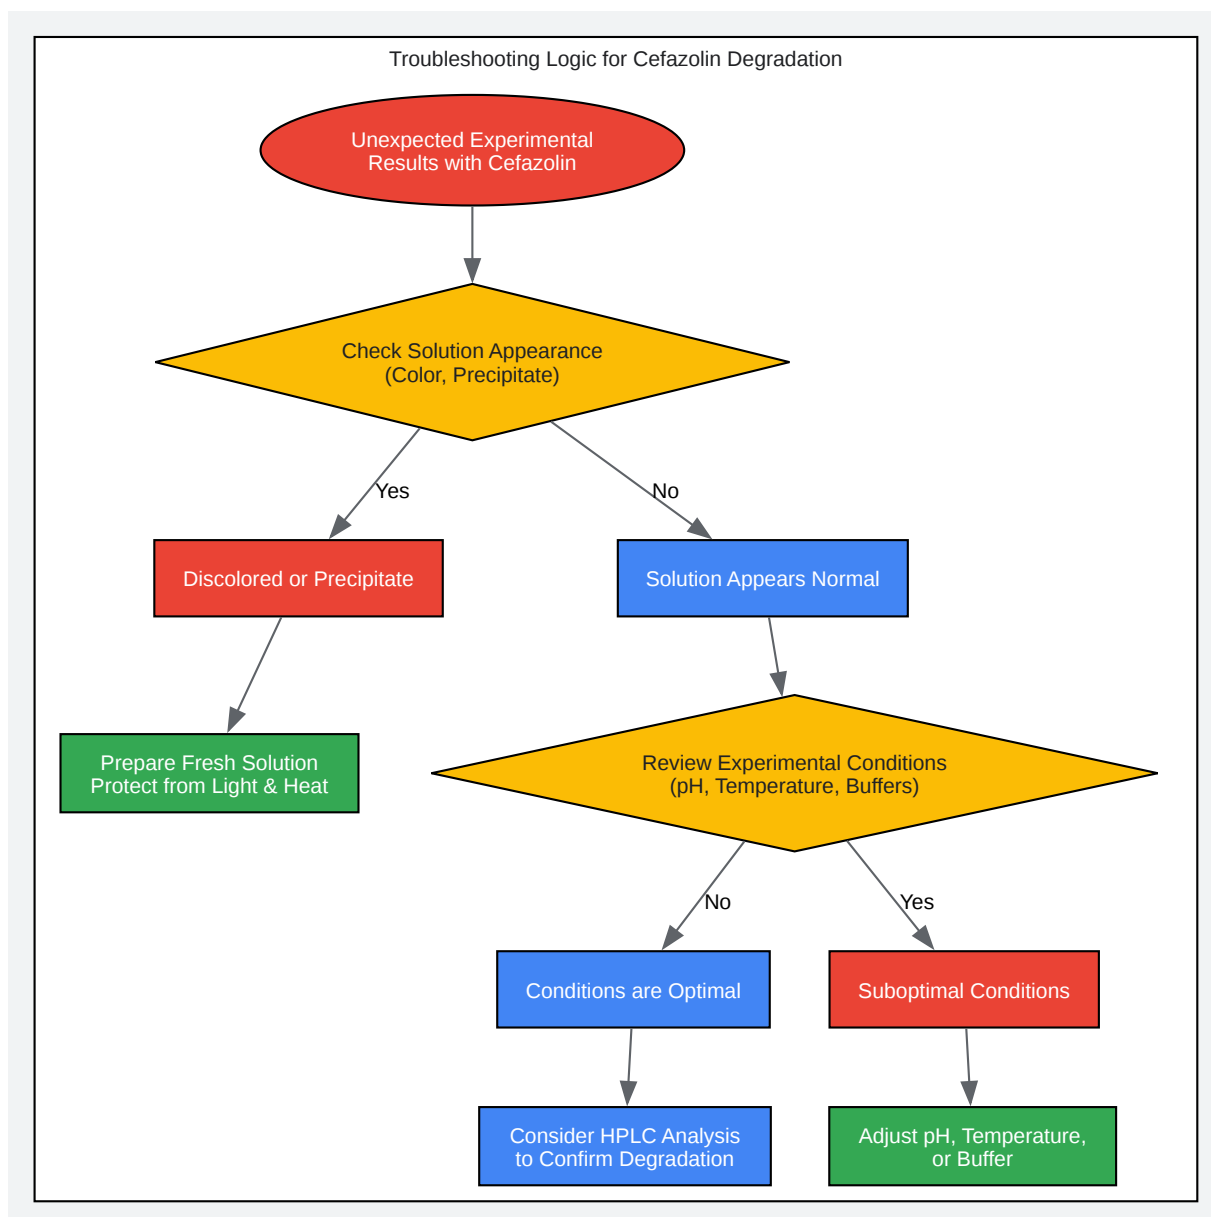 Troubleshooting Logic for Cefazolin Degradation
Unexpected Experimental
Results with Cefazolin
Check Solution Appearance
(Color, Precipitate)
Yes
No
Discolored or Precipitate
Solution Appears Normal
Prepare Fresh Solution
Protect from Light & Heat
Review Experimental Conditions
(pH, Temperature, Buffers)
No
Yes
Conditions are Optimal
Suboptimal Conditions
Consider HPLC Analysis
to Confirm Degradation
Adjust pH, Temperature,
or Buffer